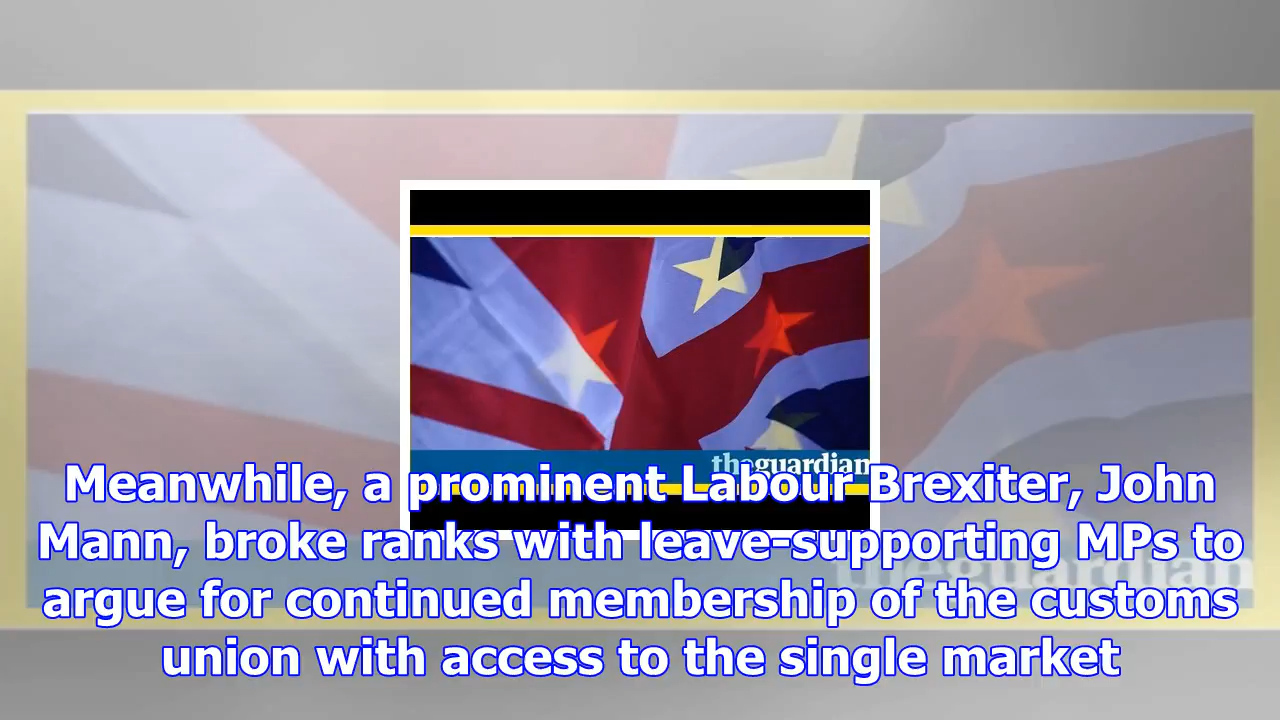 theguardian
Meanwhile, a prominent Labour Brexiter, John
Mann, broke ranks with leave-supporting MPs to
argue for continued membership of the customs
union with access to the single market
theguardian